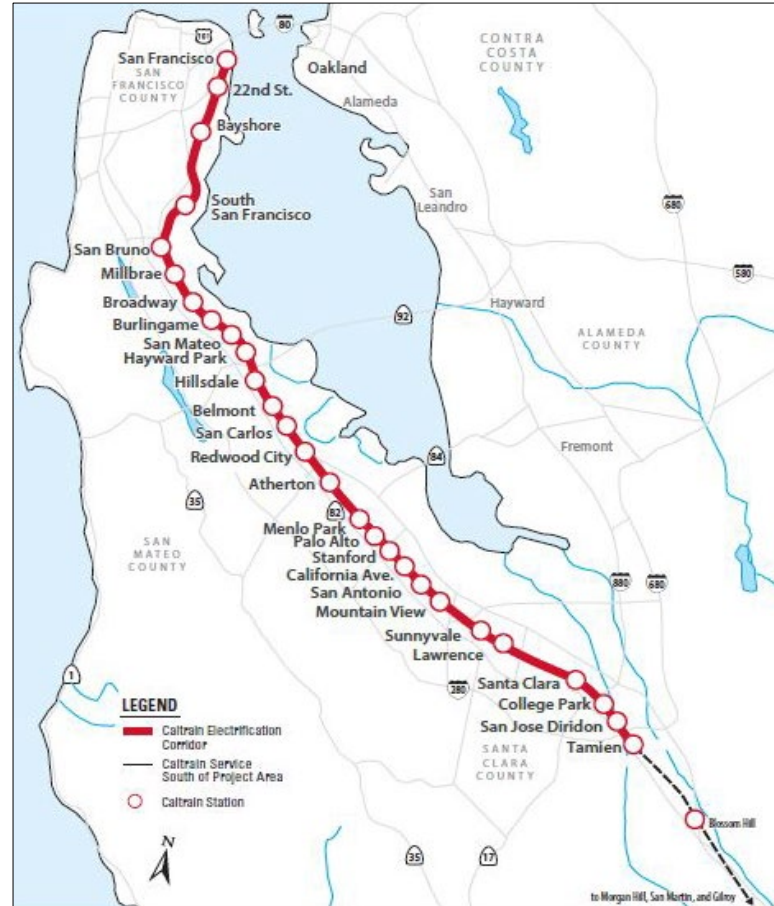 101
80
San Francisco
SAN
FRANCISCO
COUNTY
22nd St.
Bayshore
South
San Francisco
San Bruno
Millbrae
Broadway
Burlingame
San Mateo
Hayward Park
Hillsdale
Belmont
San Carlos
Redwood City
Atherton
Menlo Park
Palo Alto
Stanford
California Ave.
San Antonio
Mountain View
Sunnyvale
Lawrence
Santa Clara
College Park
San Jose Diridon
Tamien
Blossom Hill
to Morgan Hill, San Martin, and Gilroy
Oakland
Alameda
CONTRA
COSTA
COUNTY
San
Leandro
680
580
Hayward
92
ALAMEDA
COUNTY
Fremont
84
82
35
SAN
MATEO
COUNTY
880
680
1
280
SANTA
CLARA
COUNTY
35
17
LEGEND
Caltrain Electrification
Corridor
Caltrain Service
South of Project Area
Caltrain Station
N